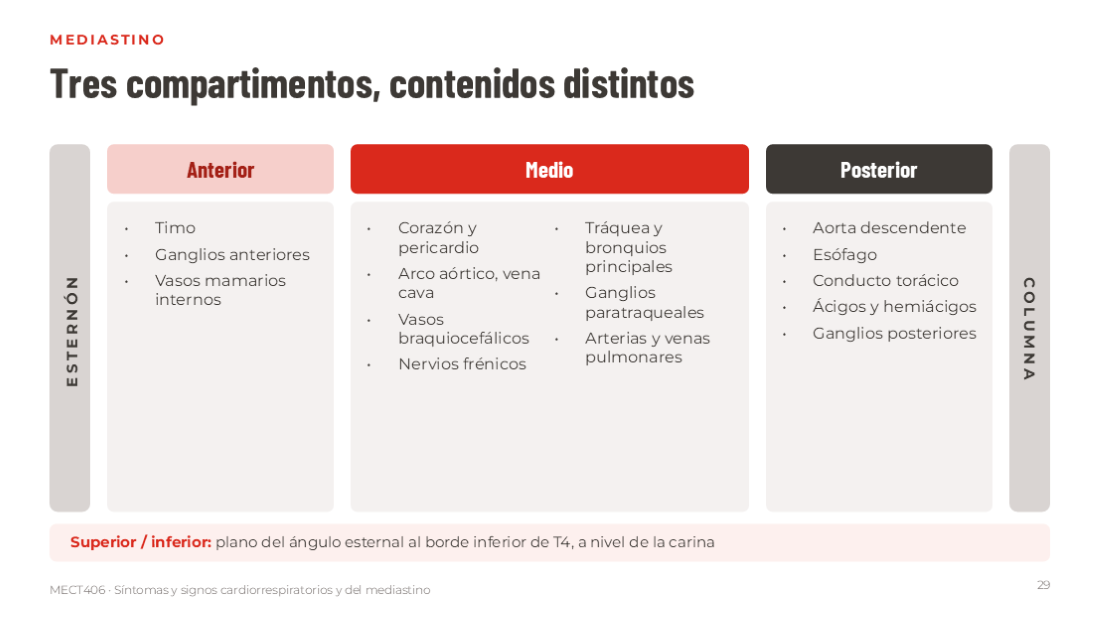 MEDIASTINO
Tres compartimentos, contenidos distintos
ESTERNÓN
Anterior
• Timo
• Ganglios anteriores
• Vasos mamarios
internos
Medio
• Corazón y
pericardio
• Arco aórtico, vena
cava
• Vasos
braquiocefálicos
• Nervios frénicos
• Tráquea y
bronquios
principales
• Ganglios
paratraqueales
• Arterias y venas
pulmonares
Posterior
• Aorta descendente
• Esófago
• Conducto torácico
• Ácigos y hemiácigos
• Ganglios posteriores
COLUMNA
Superior / inferior: plano del ángulo esternal al borde inferior de T4, a nivel de la carina
MECT406 · Síntomas y signos cardiorrespiratorios y del mediastino
29